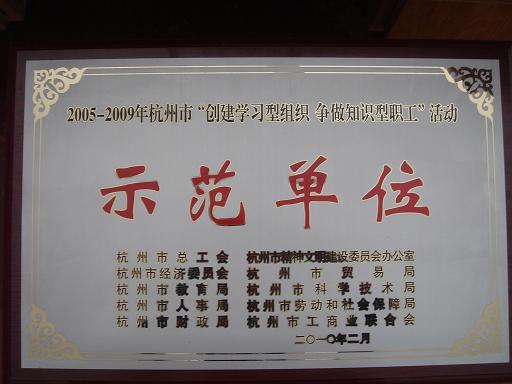 2005-2009年杭州市“创建学习型组织 争做知识型职工”活动
示范单位
杭州市总工会 杭州市精神文明建设委员会办公室
杭州市经济委员会 杭州市贸易局
杭州市教育局 杭州市科学技术局
杭州市人事局 杭州市劳动和社会保障局
杭州市财政局 杭州市工商业联合会
二〇一〇年二月